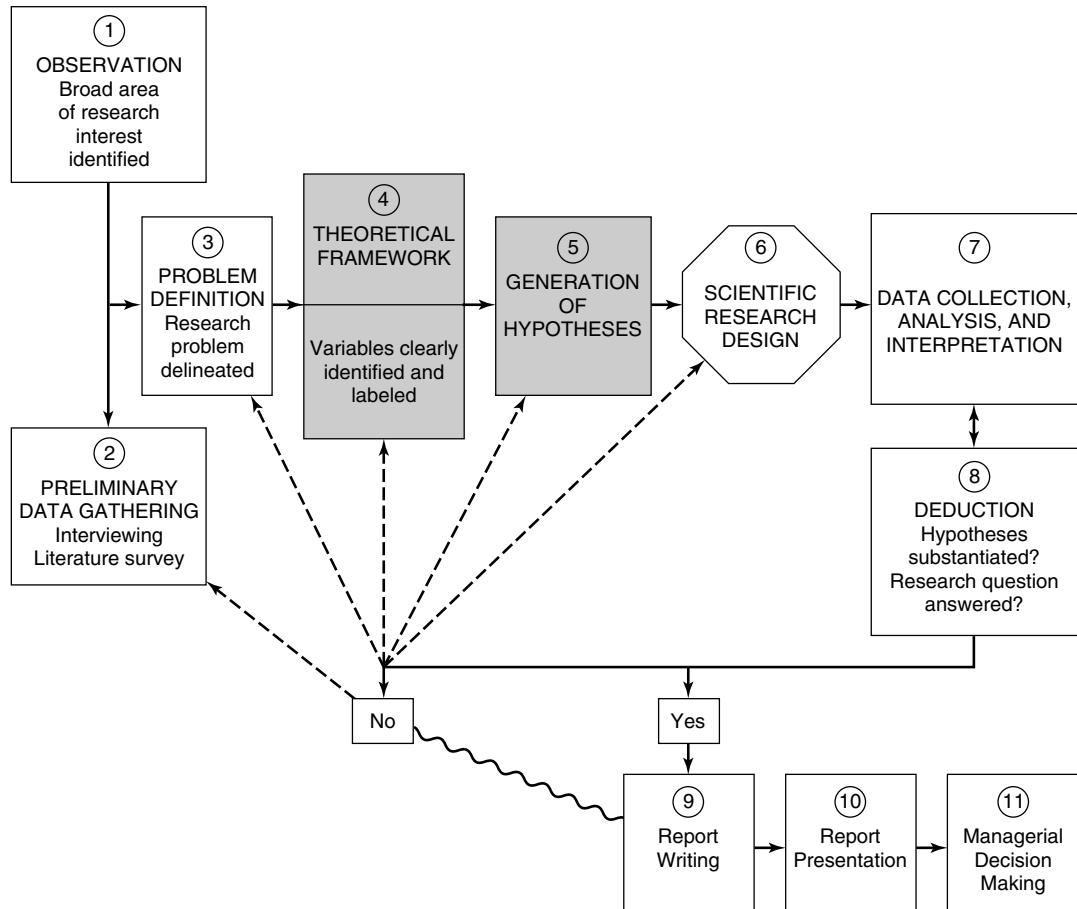 1
OBSERVATION
Broad area
of research
interest
identified
2
PRELIMINARY
DATA GATHERING
Interviewing
Literature survey
3
PROBLEM
DEFINITION
Research
problem
delineated
4
THEORETICAL
FRAMEWORK
Variables clearly
identified and
labeled
5
GENERATION
OF
HYPOTHESES
6
SCIENTIFIC
RESEARCH
DESIGN
7
DATA COLLECTION,
ANALYSIS, AND
INTERPRETATION
8
DEDUCTION
Hypotheses
substantiated?
Research question
answered?
No
Yes
9
Report
Writing
10
Report
Presentation
11
Managerial
Decision
Making